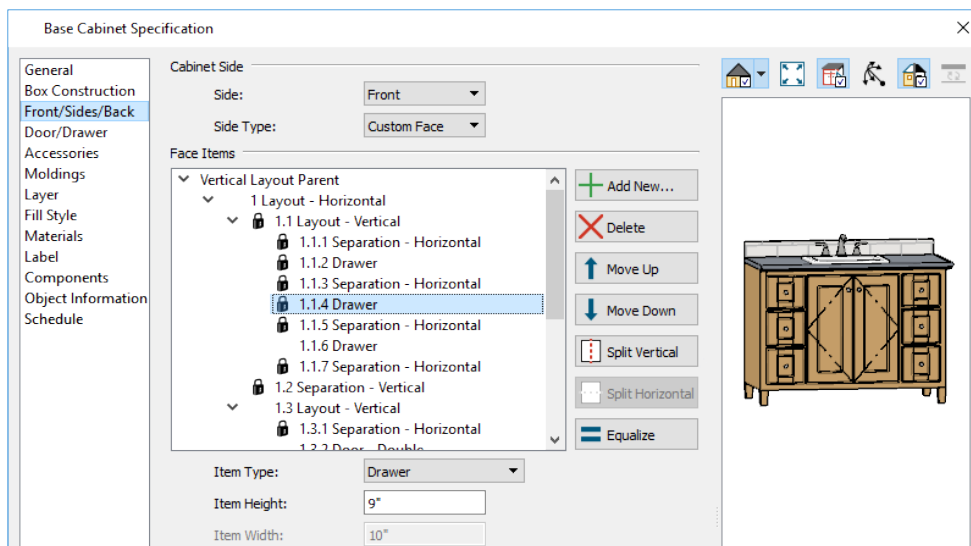 Base Cabinet Specification
General
Box Construction
Front/Sides/Back
Door/Drawer
Accessories
Moldings
Layer
Fill Style
Materials
Label
Components
Object Information
Schedule
Cabinet Side
Side: Front
Side Type: Custom Face
Face Items
Vertical Layout Parent
1 Layout - Horizontal
1.1 Layout - Vertical
1.1.1 Separation - Horizontal
1.1.2 Drawer
1.1.3 Separation - Horizontal
1.1.4 Drawer
1.1.5 Separation - Horizontal
1.1.6 Drawer
1.1.7 Separation - Horizontal
1.2 Separation - Vertical
1.3 Layout - Vertical
1.3.1 Separation - Horizontal
1.3.2 Door - Double
Add New...
Delete
Move Up
Move Down
Split Vertical
Split Horizontal
Equalize
Item Type: Drawer
Item Height: 9"
Item Width: 10"